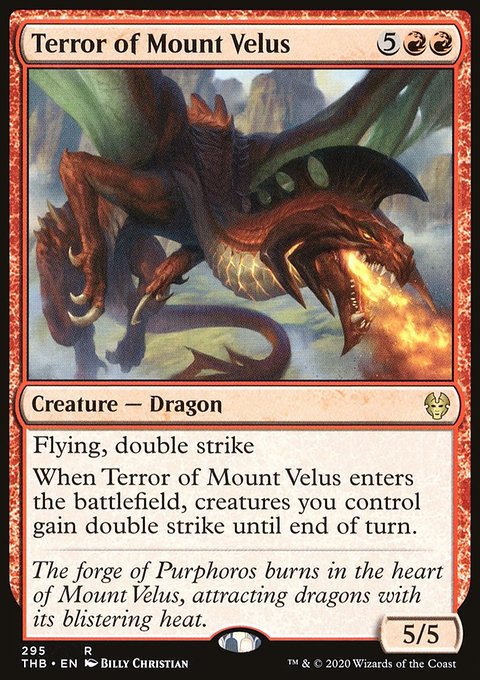 Terror of Mount Velus 5
Creature — Dragon
Flying, double strike
When Terror of Mount Velus enters
the battlefield, creatures you control
gain double strike until end of turn.
The forge of Purphoros burns in the heart
of Mount Velus, attracting dragons with
its blistering heat.
5/5
295 R
THB • EN Billy Christian
™ & © 2020 Wizards of the Coast